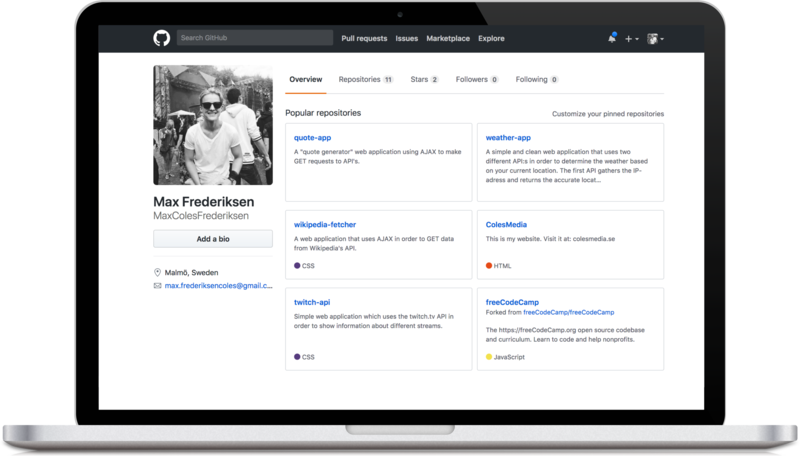 Search GitHub
Pull requests Issues Marketplace Explore
Overview Repositories 11 Stars 2 Followers 0 Following 0
Popular repositories
Customize your pinned repositories
quote-app
A "quote generator" web application using AJAX to make
GET requests to API's.
weather-app
A simple and clean web application that uses two
different API:s in order to determine the weather based
on your current location. The first API gathers the IP-
adress and returns the accurate locat...
Max Frederiksen
MaxColesFrederiksen
Add a bio
Malmö, Sweden
max.frederiksencoles@gmail.c...
wikipedia-fetcher
A web application that uses AJAX in order to GET data
from Wikipedia's API.
CSS
ColesMedia
This is my website. Visit it at: colesmedia.se
HTML
twitch-api
Simple web application which uses the twitch.tv API in
order to show information about different streams.
CSS
freeCodeCamp
Forked from freeCodeCamp/freeCodeCamp
The https://freeCodeCamp.org open source codebase
and curriculum. Learn to code and help nonprofits.
JavaScript